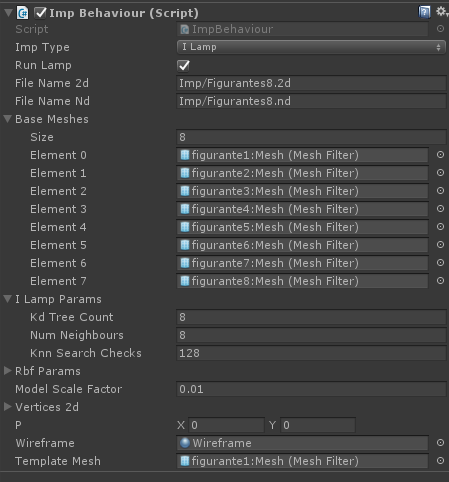 Imp Behaviour (Script)
Script ImpBehaviour
Imp Type I Lamp
Run Lamp
File Name 2d Imp/Figurantes8.2d
File Name Nd Imp/Figurantes8.nd
Base Meshes
Size 8
Element 0 figurante1:Mesh (Mesh Filter)
Element 1 figurante2:Mesh (Mesh Filter)
Element 2 figurante3:Mesh (Mesh Filter)
Element 3 figurante4:Mesh (Mesh Filter)
Element 4 figurante5:Mesh (Mesh Filter)
Element 5 figurante6:Mesh (Mesh Filter)
Element 6 figurante7:Mesh (Mesh Filter)
Element 7 figurante8:Mesh (Mesh Filter)
I Lamp Params
Kd Tree Count 8
Num Neighbours 8
Knn Search Checks 128
Rbf Params
Model Scale Factor 0.01
Vertices 2d
P X 0 Y 0
Wireframe Wireframe
Template Mesh figurante1:Mesh (Mesh Filter)